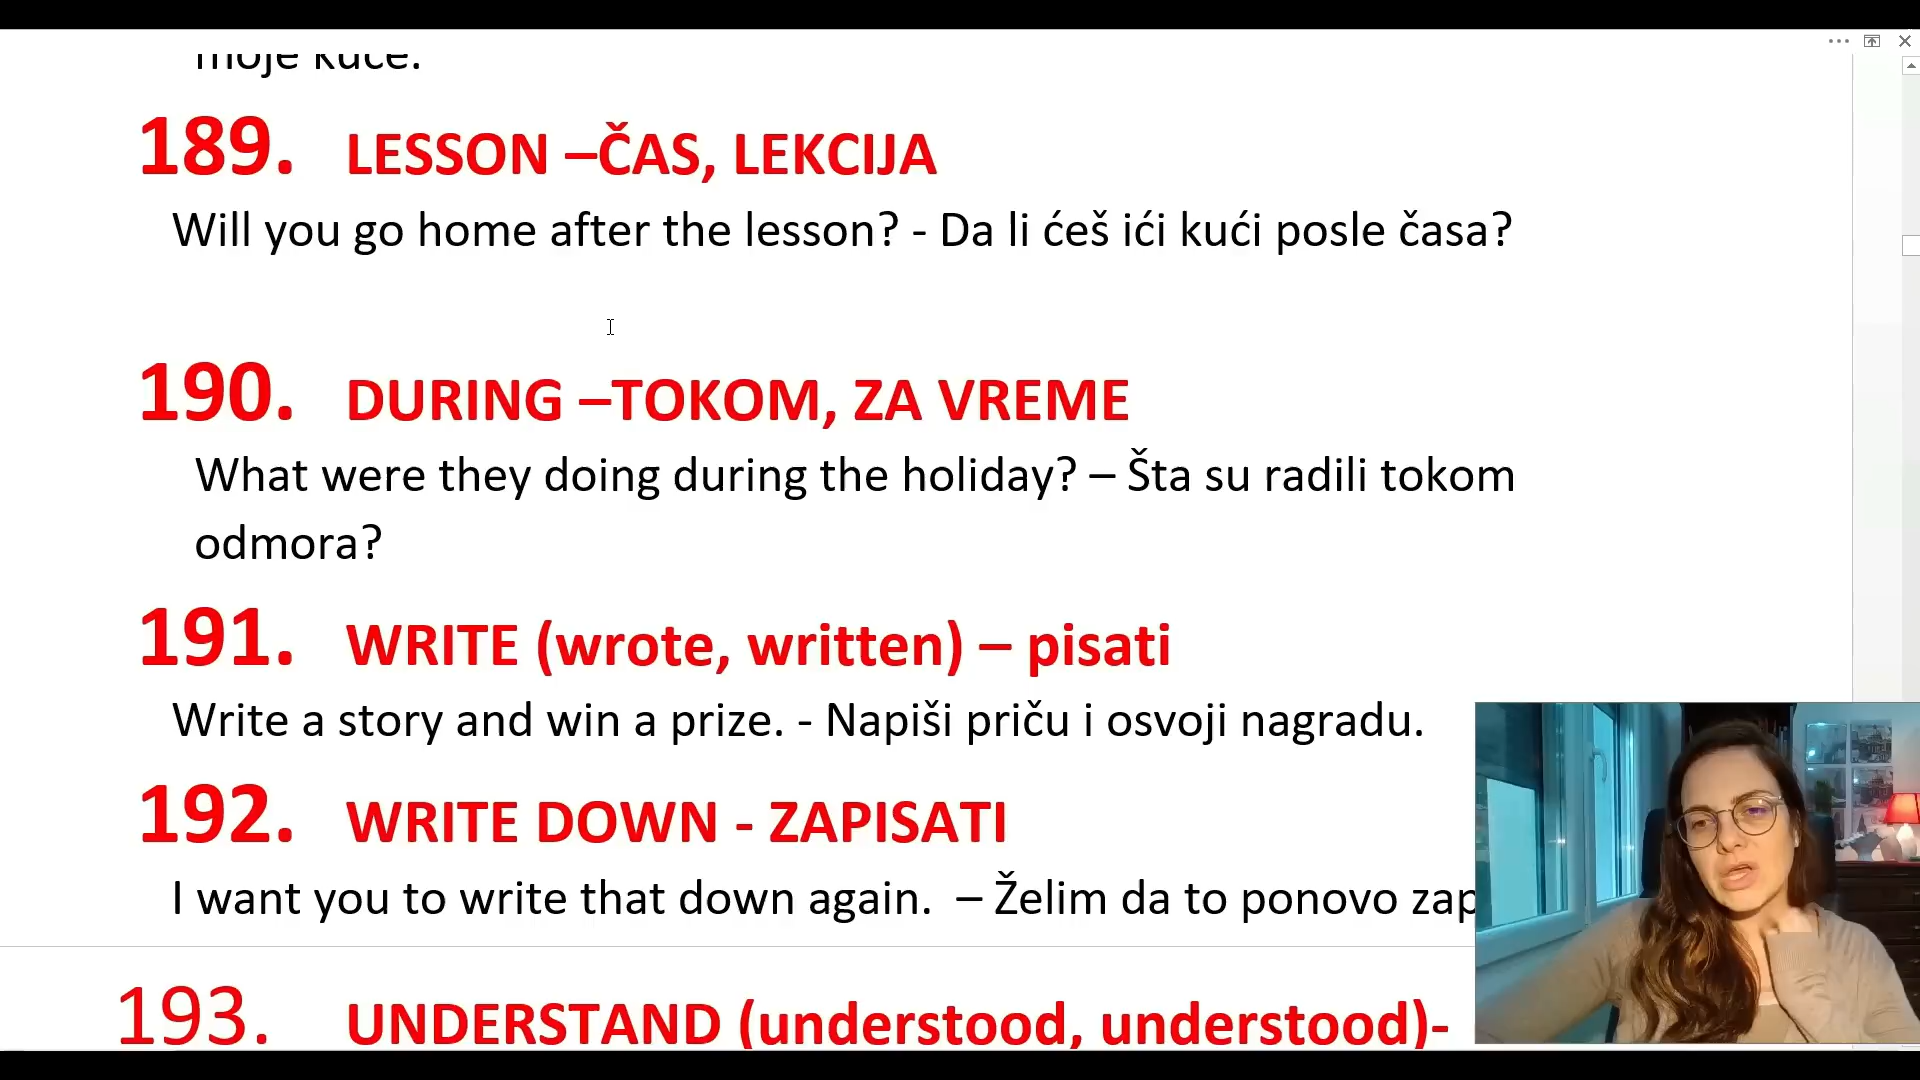 moje kuće.
189. LESSON –ČAS, LEKCIJA
Will you go home after the lesson? - Da li ćeš ići kući posle časa?
190. DURING –TOKOM, ZA VREME
What were they doing during the holiday? – Šta su radili tokom
odmora?
191. WRITE (wrote, written) – pisati
Write a story and win a prize. - Napiši priču i osvoji nagradu.
192. WRITE DOWN - ZAPISATI
I want you to write that down again. – Želim da to ponovo zap
193. UNDERSTAND (understood, understood)-